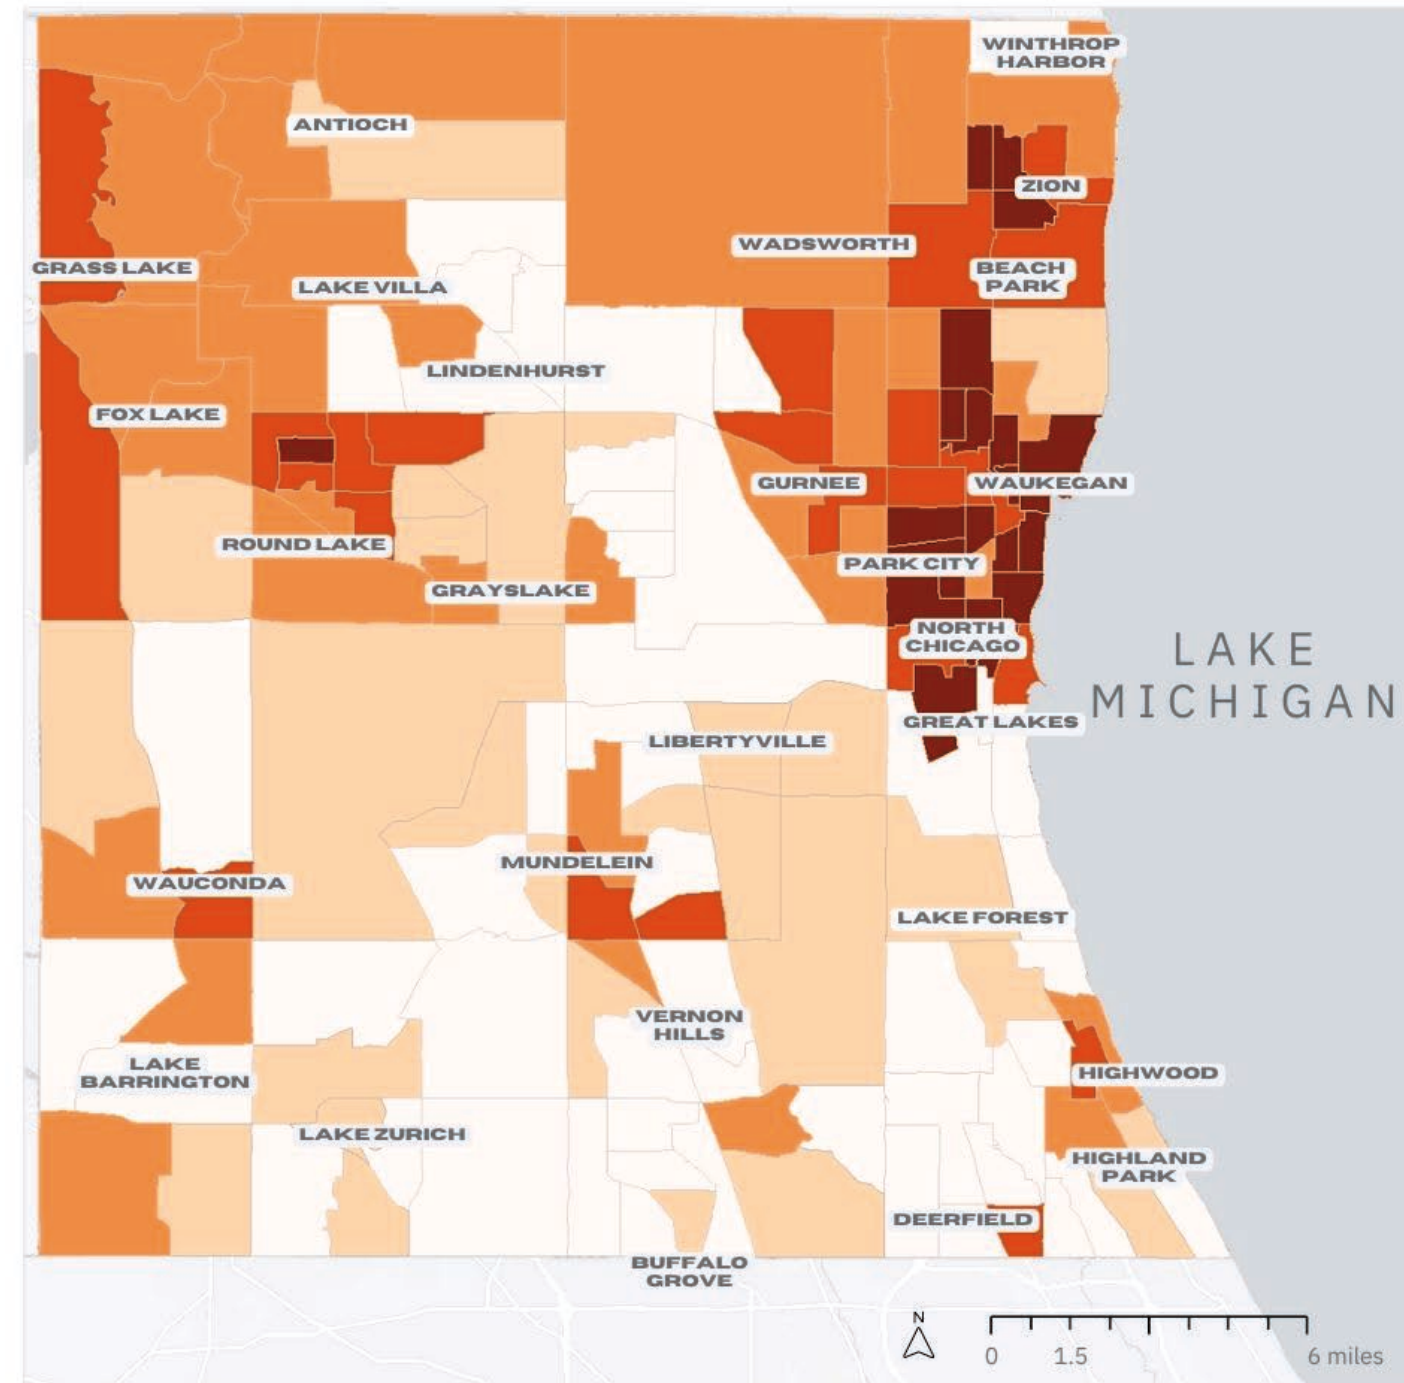 WINTHROP
HARBOR
ANTIOCH
ZION
WADSWORTH
GRASS LAKE
BEACH
PARK
LAKE VILLA
LINDENHURST
FOX LAKE
GURNEE
WAUKEGAN
ROUND LAKE
PARK CITY
GRAYSLAKE
NORTH
CHICAGO
LAKE
MICHIGAN
GREAT LAKES
LIBERTYVILLE
MUNDELEIN
WAUCONDA
LAKE FOREST
VERNON
HILLS
LAKE
BARRINGTON
HIGHWOOD
LAKE ZURICH
HIGHLAND
PARK
DEERFIELD
BUFFALO
GROVE
N
0 1.5 6 miles